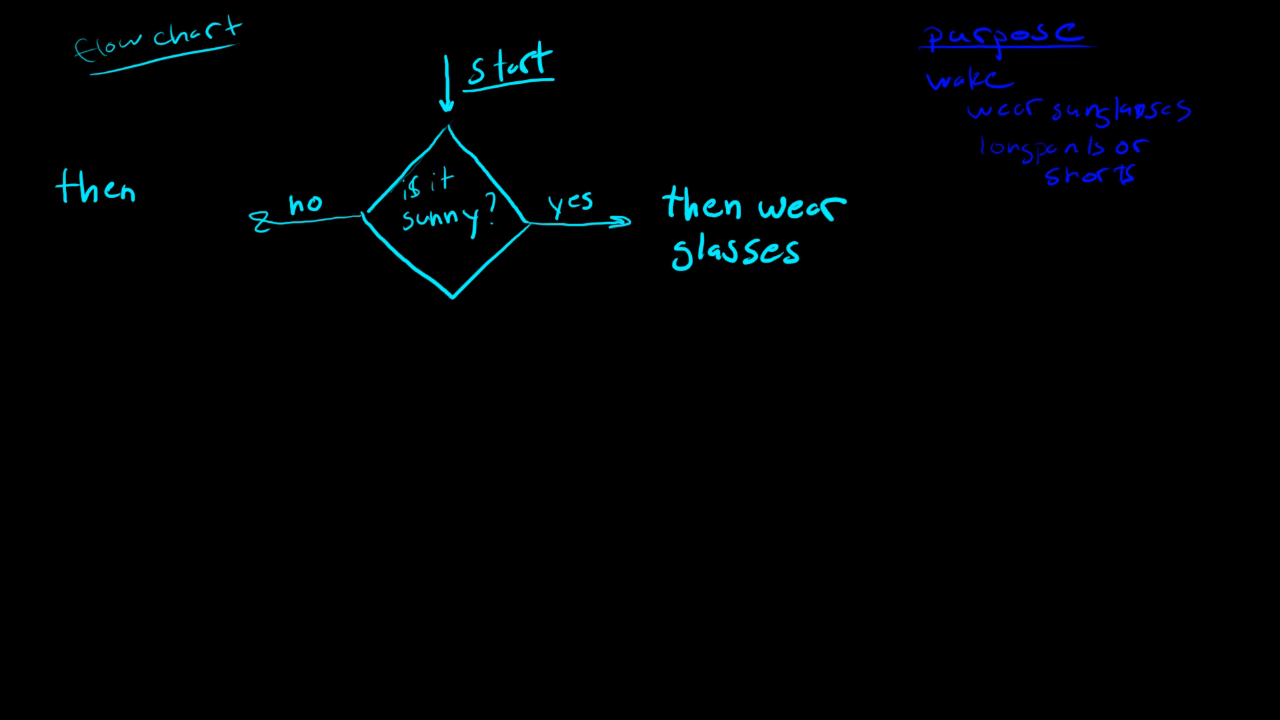 flow chart
start
is it
sunny?
no
yes
then
then wear
glasses
purpose
wake
wear sunglasses
longpants or
shorts